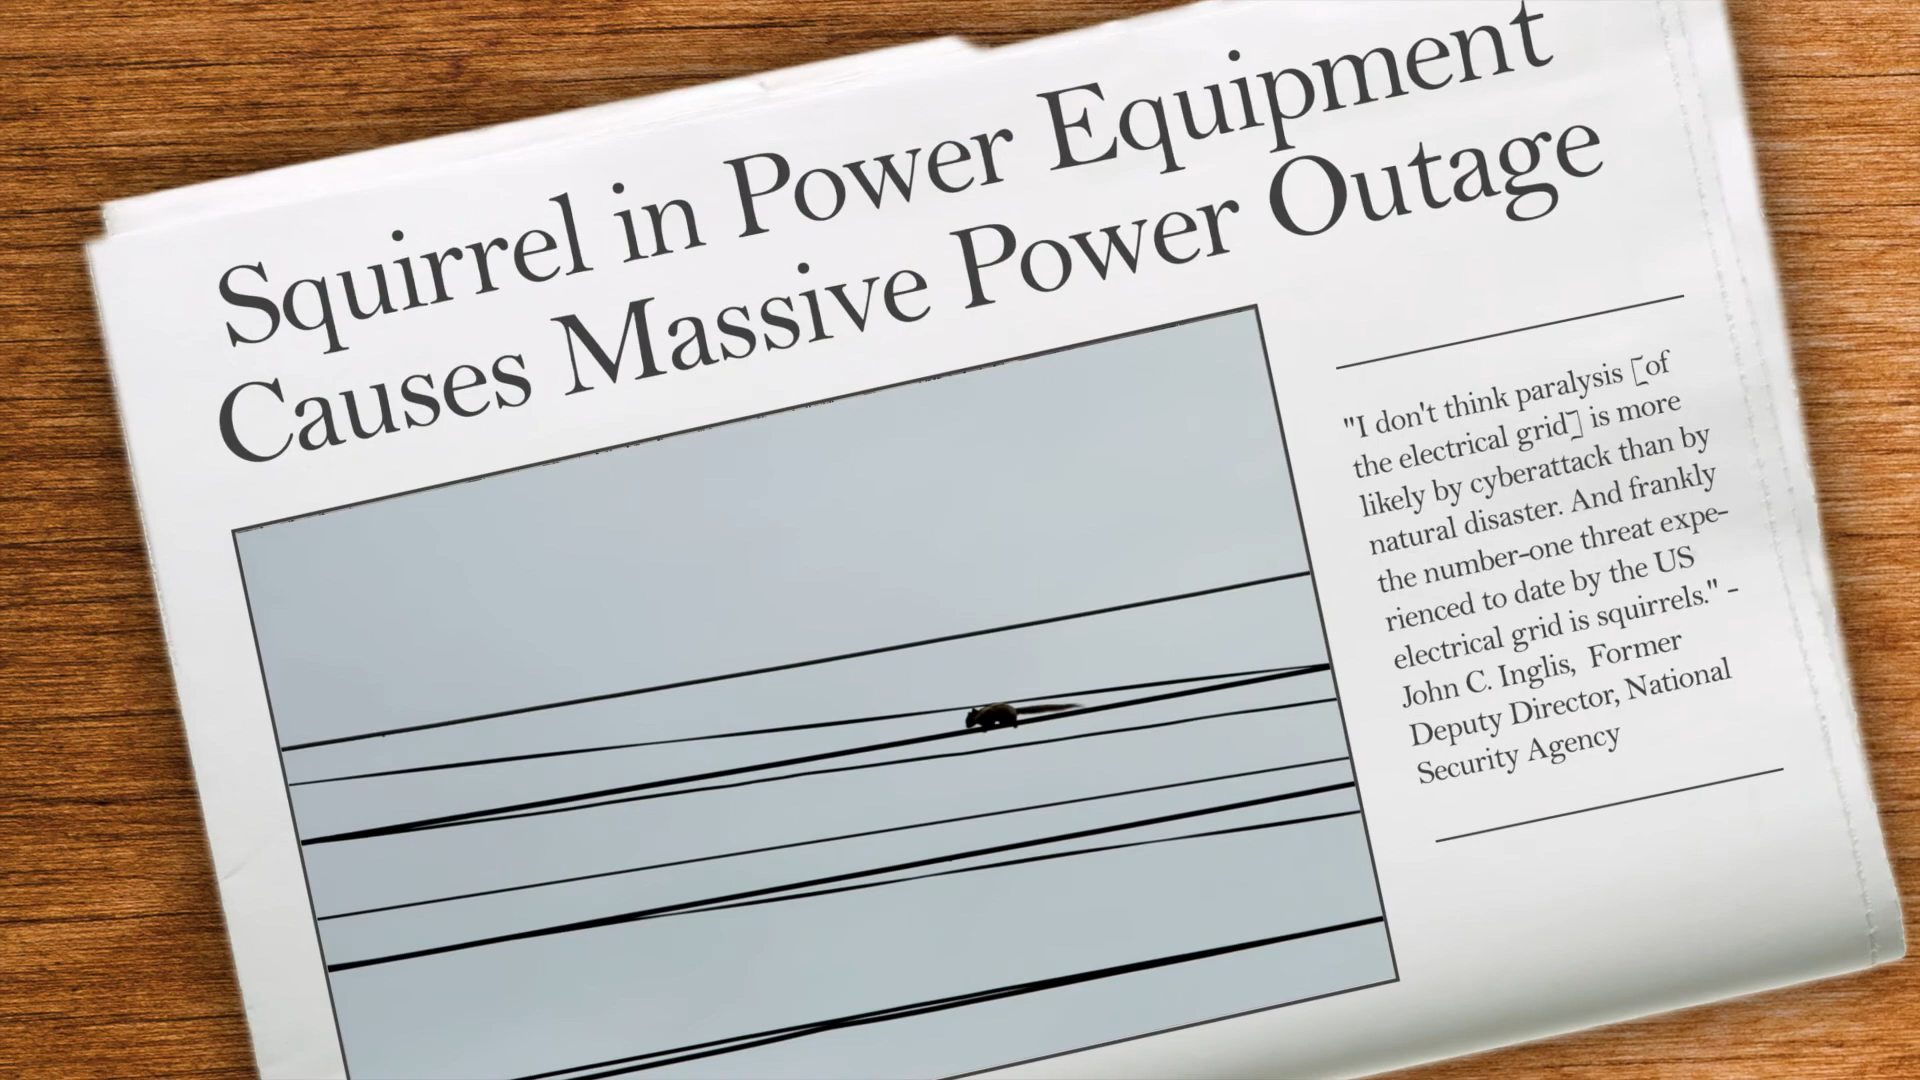 Squirrel in Power Equipment
Causes Massive Power Outage
"I don't think paralysis [of
the electrical grid] is more
likely by cyberattack than by
natural disaster. And frankly
the number-one threat expe-
rienced to date by the US
electrical grid is squirrels." -
John C. Inglis, Former
Deputy Director, National
Security Agency